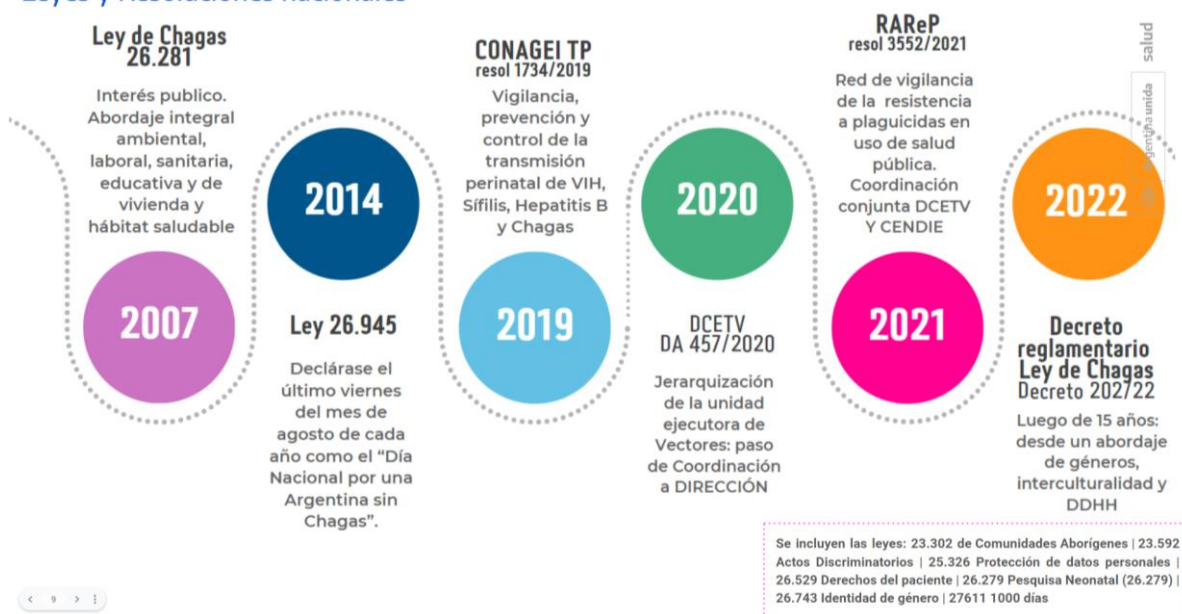 Leyes y Resoluciones nacionales
Ley de Chagas
26.281
Interés publico.
Abordaje integral
ambiental,
laboral, sanitaria,
educativa y de
vivienda y
hábitat saludable
2007
2014
Ley 26.945
Declárase el
último viernes
del mes de
agosto de cada
año como el “Día
Nacional por una
Argentina sin
Chagas”.
CONAGEI TP
resol 1734/2019
Vigilancia,
prevención y
control de la
transmisión
perinatal de VIH,
Sífilis, Hepatitis B
y Chagas
2019
2020
DCETV
DA 457/2020
Jerarquización
de la unidad
ejecutora de
Vectores: paso
de Coordinación
a DIRECCIÓN
RAReP
resol 3552/2021
Red de vigilancia
de la resistencia
a plaguicidas en
uso de salud
pública.
Coordinación
conjunta DCETV
Y CENDIE
2021
2022
Decreto
reglamentario
Ley de Chagas
Decreto 202/22
Luego de 15 años:
desde un abordaje
de géneros,
interculturalidad y
DDHH
salud
argentina unida
Se incluyen las leyes: 23.302 de Comunidades Aborígenes | 23.592
Actos Discriminatorios | 25.326 Protección de datos personales |
26.529 Derechos del paciente | 26.279 Pesquisa Neonatal (26.279) |
26.743 Identidad de género | 27611 1000 días
9